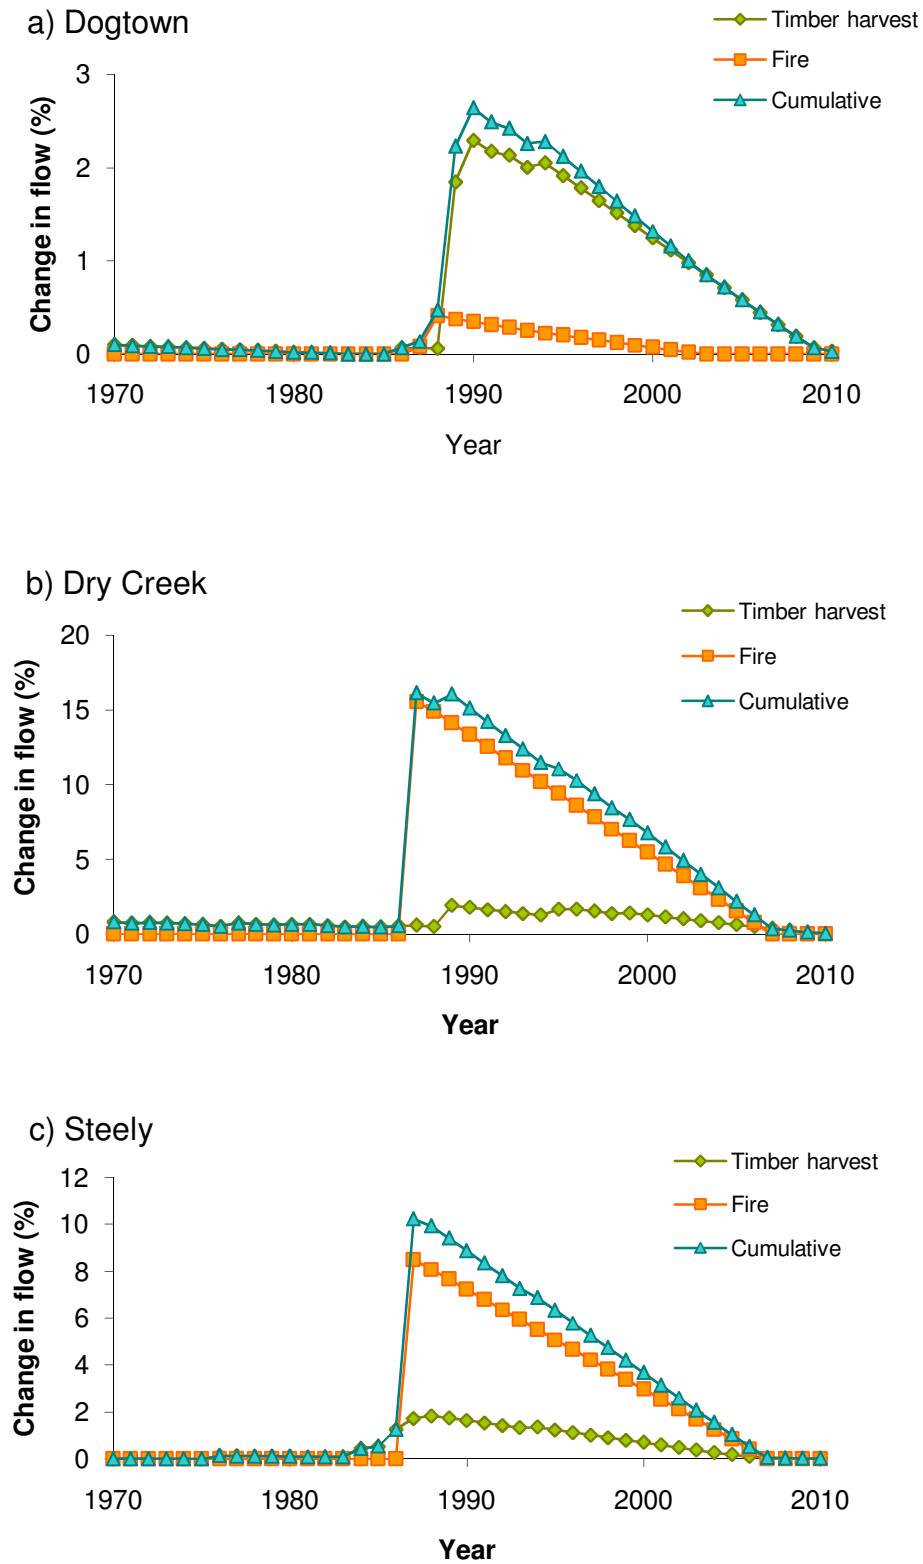 a) Dogtown
Timber harvest
Fire
Cumulative
Change in flow (%)
3
2
1
0
1970 1980 1990 2000 2010
Year
b) Dry Creek
Timber harvest
Fire
Cumulative
Change in flow (%)
20
15
10
5
0
1970 1980 1990 2000 2010
Year
c) Steely
Timber harvest
Fire
Cumulative
Change in flow (%)
12
10
8
6
4
2
0
1970 1980 1990 2000 2010
Year